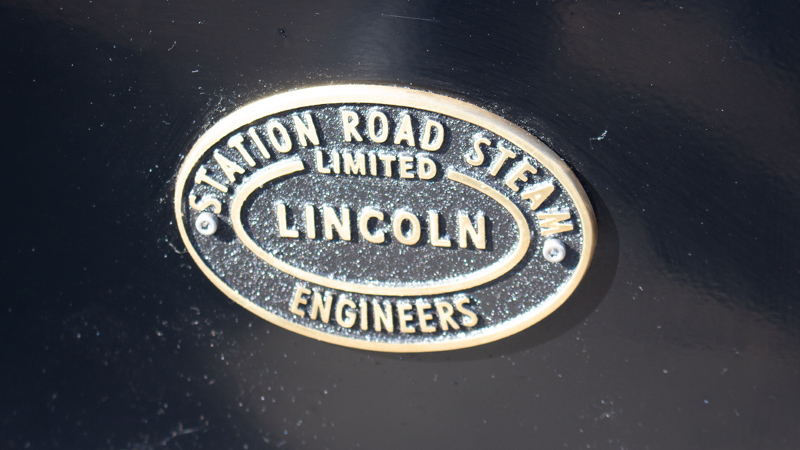 STATION ROAD STEAM
LIMITED
LINCOLN
ENGINEERS